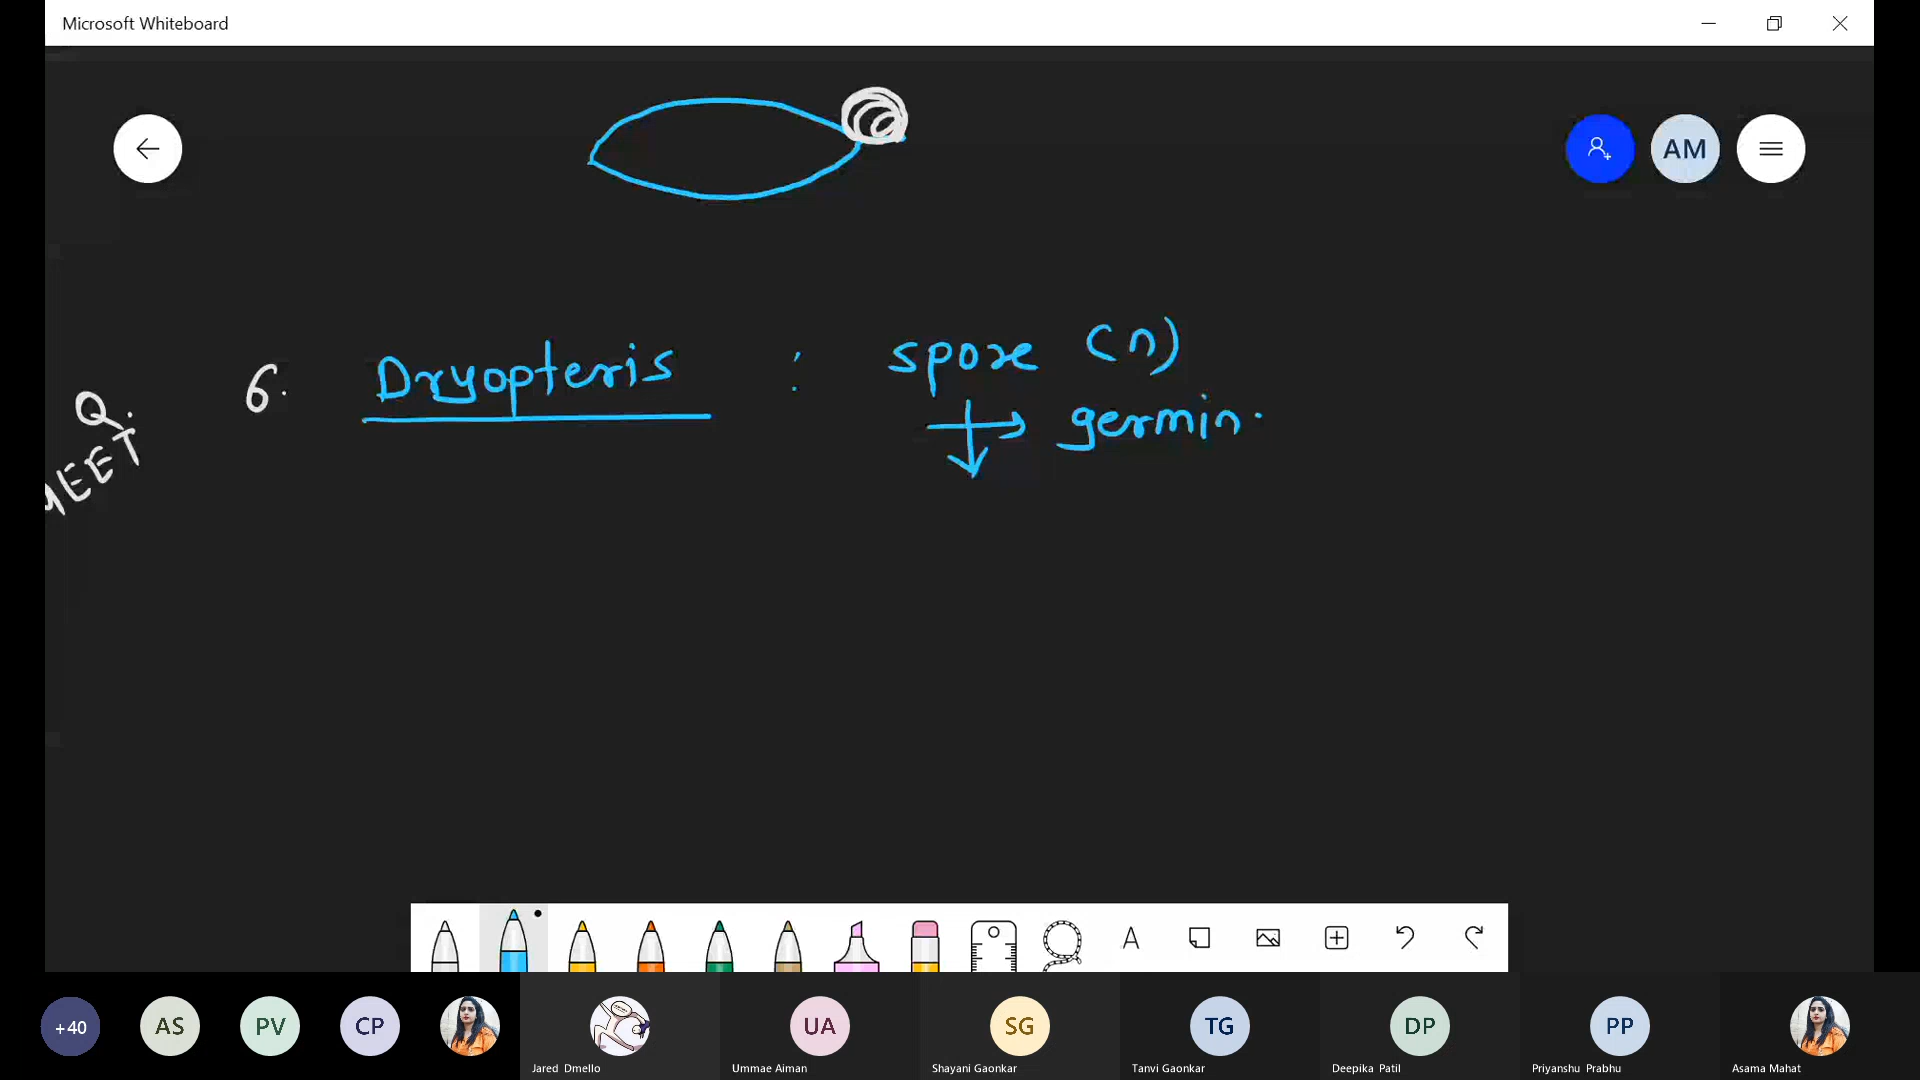 Microsoft Whiteboard
AM
Q. 6. Dryopteris : spore (n)
NEET
germin.
A
+40
AS
PV
CP
UA
SG
TG
DP
PP
Jared Dmello
Ummae Aiman
Shayani Gaonkar
Tanvi Gaonkar
Deepika Patil
Priyanshu Prabhu
Asama Mahat